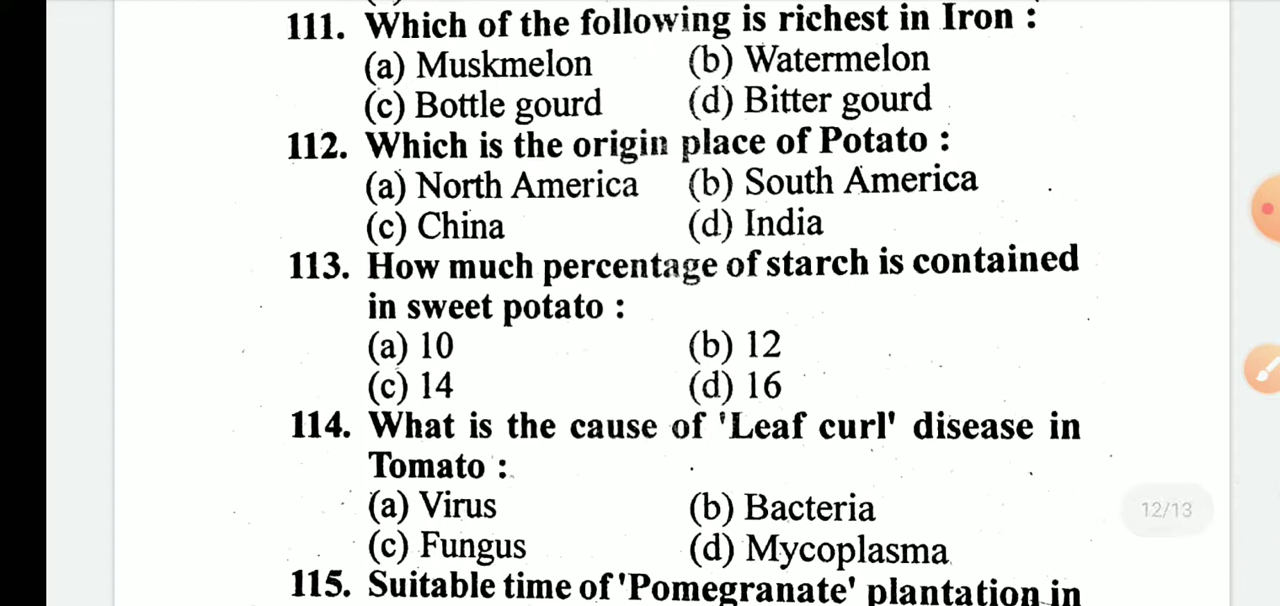 111. Which of the following is richest in Iron :
(a) Muskmelon (b) Watermelon
(c) Bottle gourd (d) Bitter gourd
112. Which is the origin place of Potato :
(a) North America (b) South America
(c) China (d) India
113. How much percentage of starch is contained
in sweet potato :
(a) 10 (b) 12
(c) 14 (d) 16
114. What is the cause of 'Leaf curl' disease in
Tomato :
(a) Virus (b) Bacteria
(c) Fungus (d) Mycoplasma
12/13
115. Suitable time of 'Pomegranate' plantation in